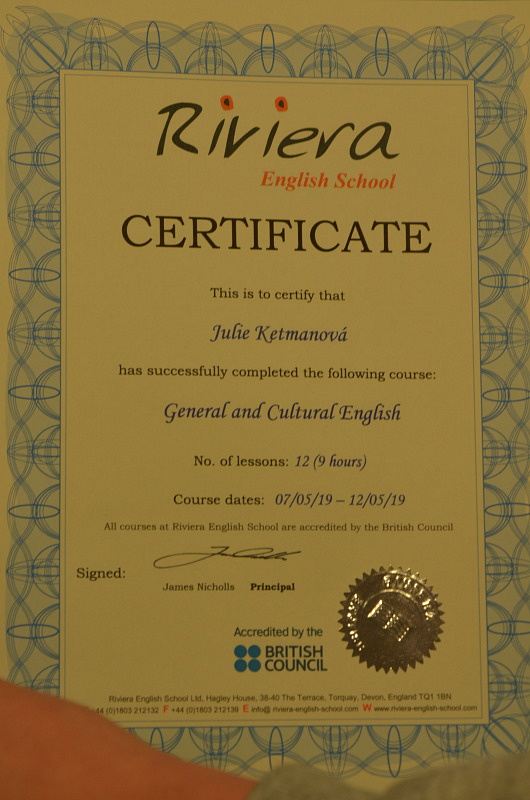 Riviera
English School
CERTIFICATE
This is to certify that
Julie Ketmanová
has successfully completed the following course:
General and Cultural English
No. of lessons: 12 (9 hours)
Course dates: 07/05/19 – 12/05/19
All courses at Riviera English School are accredited by the British Council
Signed:
James Nicholls Principal
Accredited by the
BRITISH
COUNCIL
Riviera English School Ltd, Hagley House, 38-40 The Terrace, Torquay, Devon, England TQ1 1BN
44 (0)1803 212132 F +44 (0)1803 212139 E info@ riviera-english-school.com W www.riviera-english-school.com